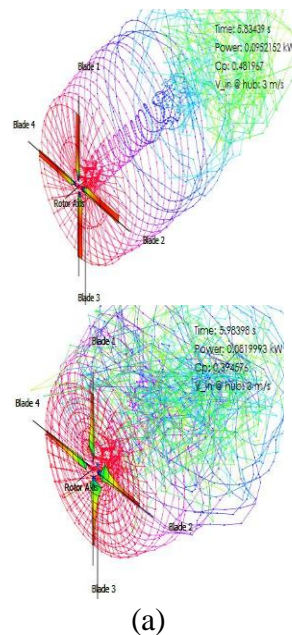 Time: 5.83439 s
Power: 0.0952152 kW
Cp: 0.481967
V_in @ hub: 3 m/s
Blade 1
Blade 4
Rotor Axis
Blade 2
Blade 3
Time: 5.98398 s
Power: 0.0819993 kW
Cp: 0.394576
V_in @ hub: 3 m/s
Blade 1
Blade 4
Rotor Axis
Blade 2
Blade 3
(a)